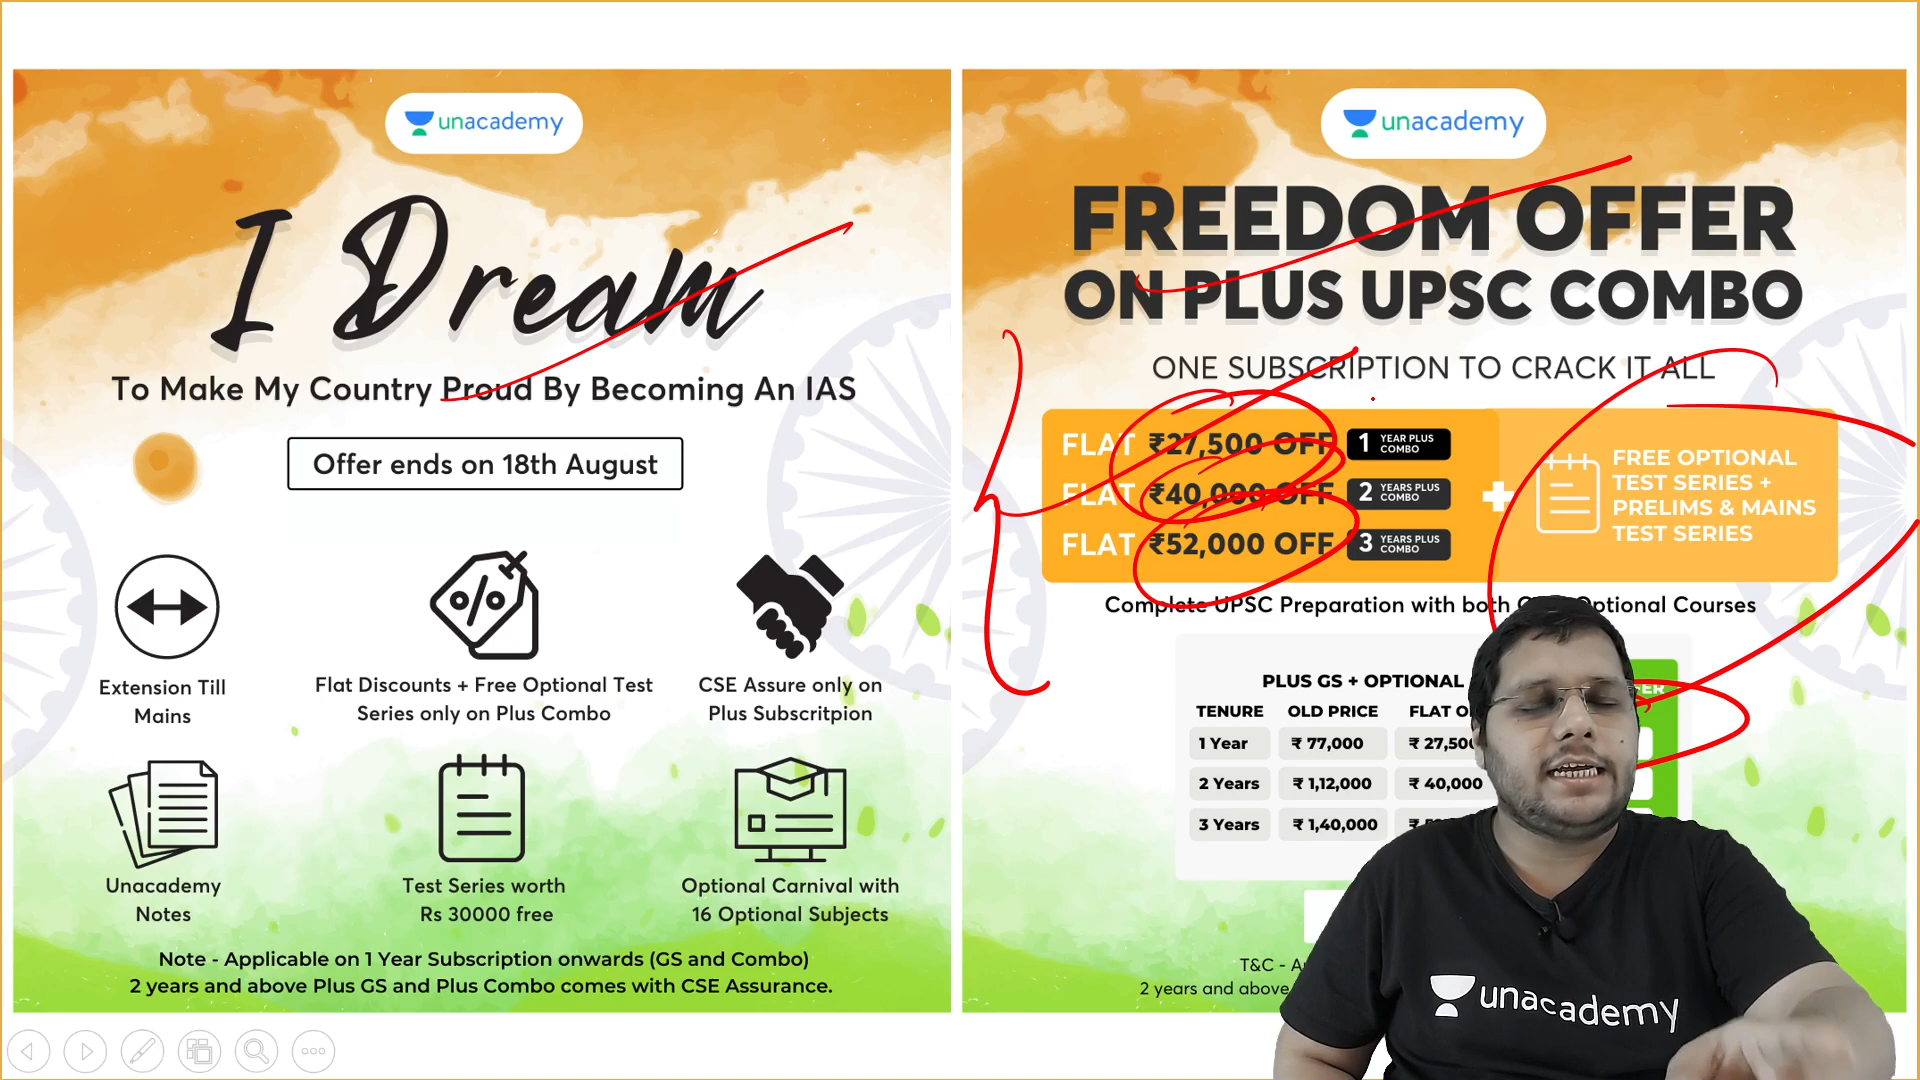 unacademy
I Dream
To Make My Country Proud By Becoming An IAS
Offer ends on 18th August
Extension Till
Mains
Flat Discounts + Free Optional Test
Series only on Plus Combo
CSE Assure only on
Plus Subscritpion
Unacademy
Notes
Test Series worth
Rs 30000 free
Optional Carnival with
16 Optional Subjects
Note - Applicable on 1 Year Subscription onwards (GS and Combo)
2 years and above Plus GS and Plus Combo comes with CSE Assurance.
unacademy
FREEDOM OFFER
ON PLUS UPSC COMBO
ONE SUBSCRIPTION TO CRACK IT ALL
FLAT ₹27,500 OFF 1 YEAR PLUS COMBO
FLAT ₹40,000 OFF 2 YEARS PLUS COMBO
FLAT ₹52,000 OFF 3 YEARS PLUS COMBO
FREE OPTIONAL
TEST SERIES +
PRELIMS & MAINS
TEST SERIES
Complete UPSC Preparation with both Optional Courses
PLUS GS + OPTIONAL
TENURE OLD PRICE FLAT
1 Year ₹ 77,000 ₹ 27,500
2 Years ₹ 1,12,000 ₹ 40,000
3 Years ₹ 1,40,000
T&C -
2 years and above
unacademy